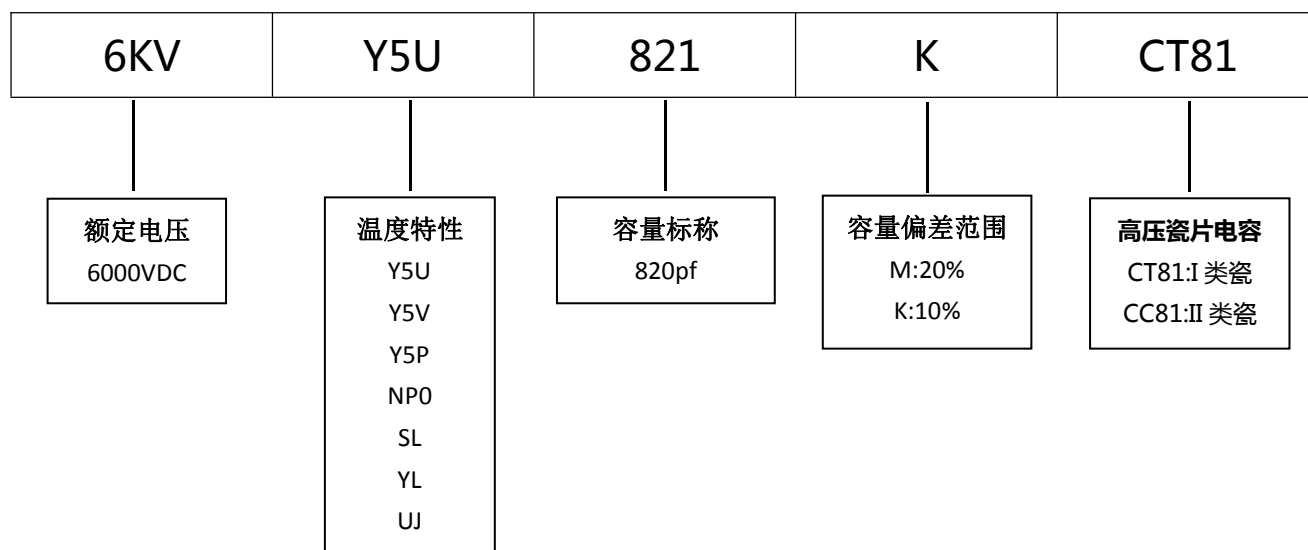 6KV Y5U 821 K CT81
额定电压
6000VDC
温度特性
Y5U
Y5V
Y5P
NP0
SL
YL
UJ
容量标称
820pf
容量偏差范围
M:20%
K:10%
高压瓷片电容
CT81:I 类瓷
CC81:II 类瓷